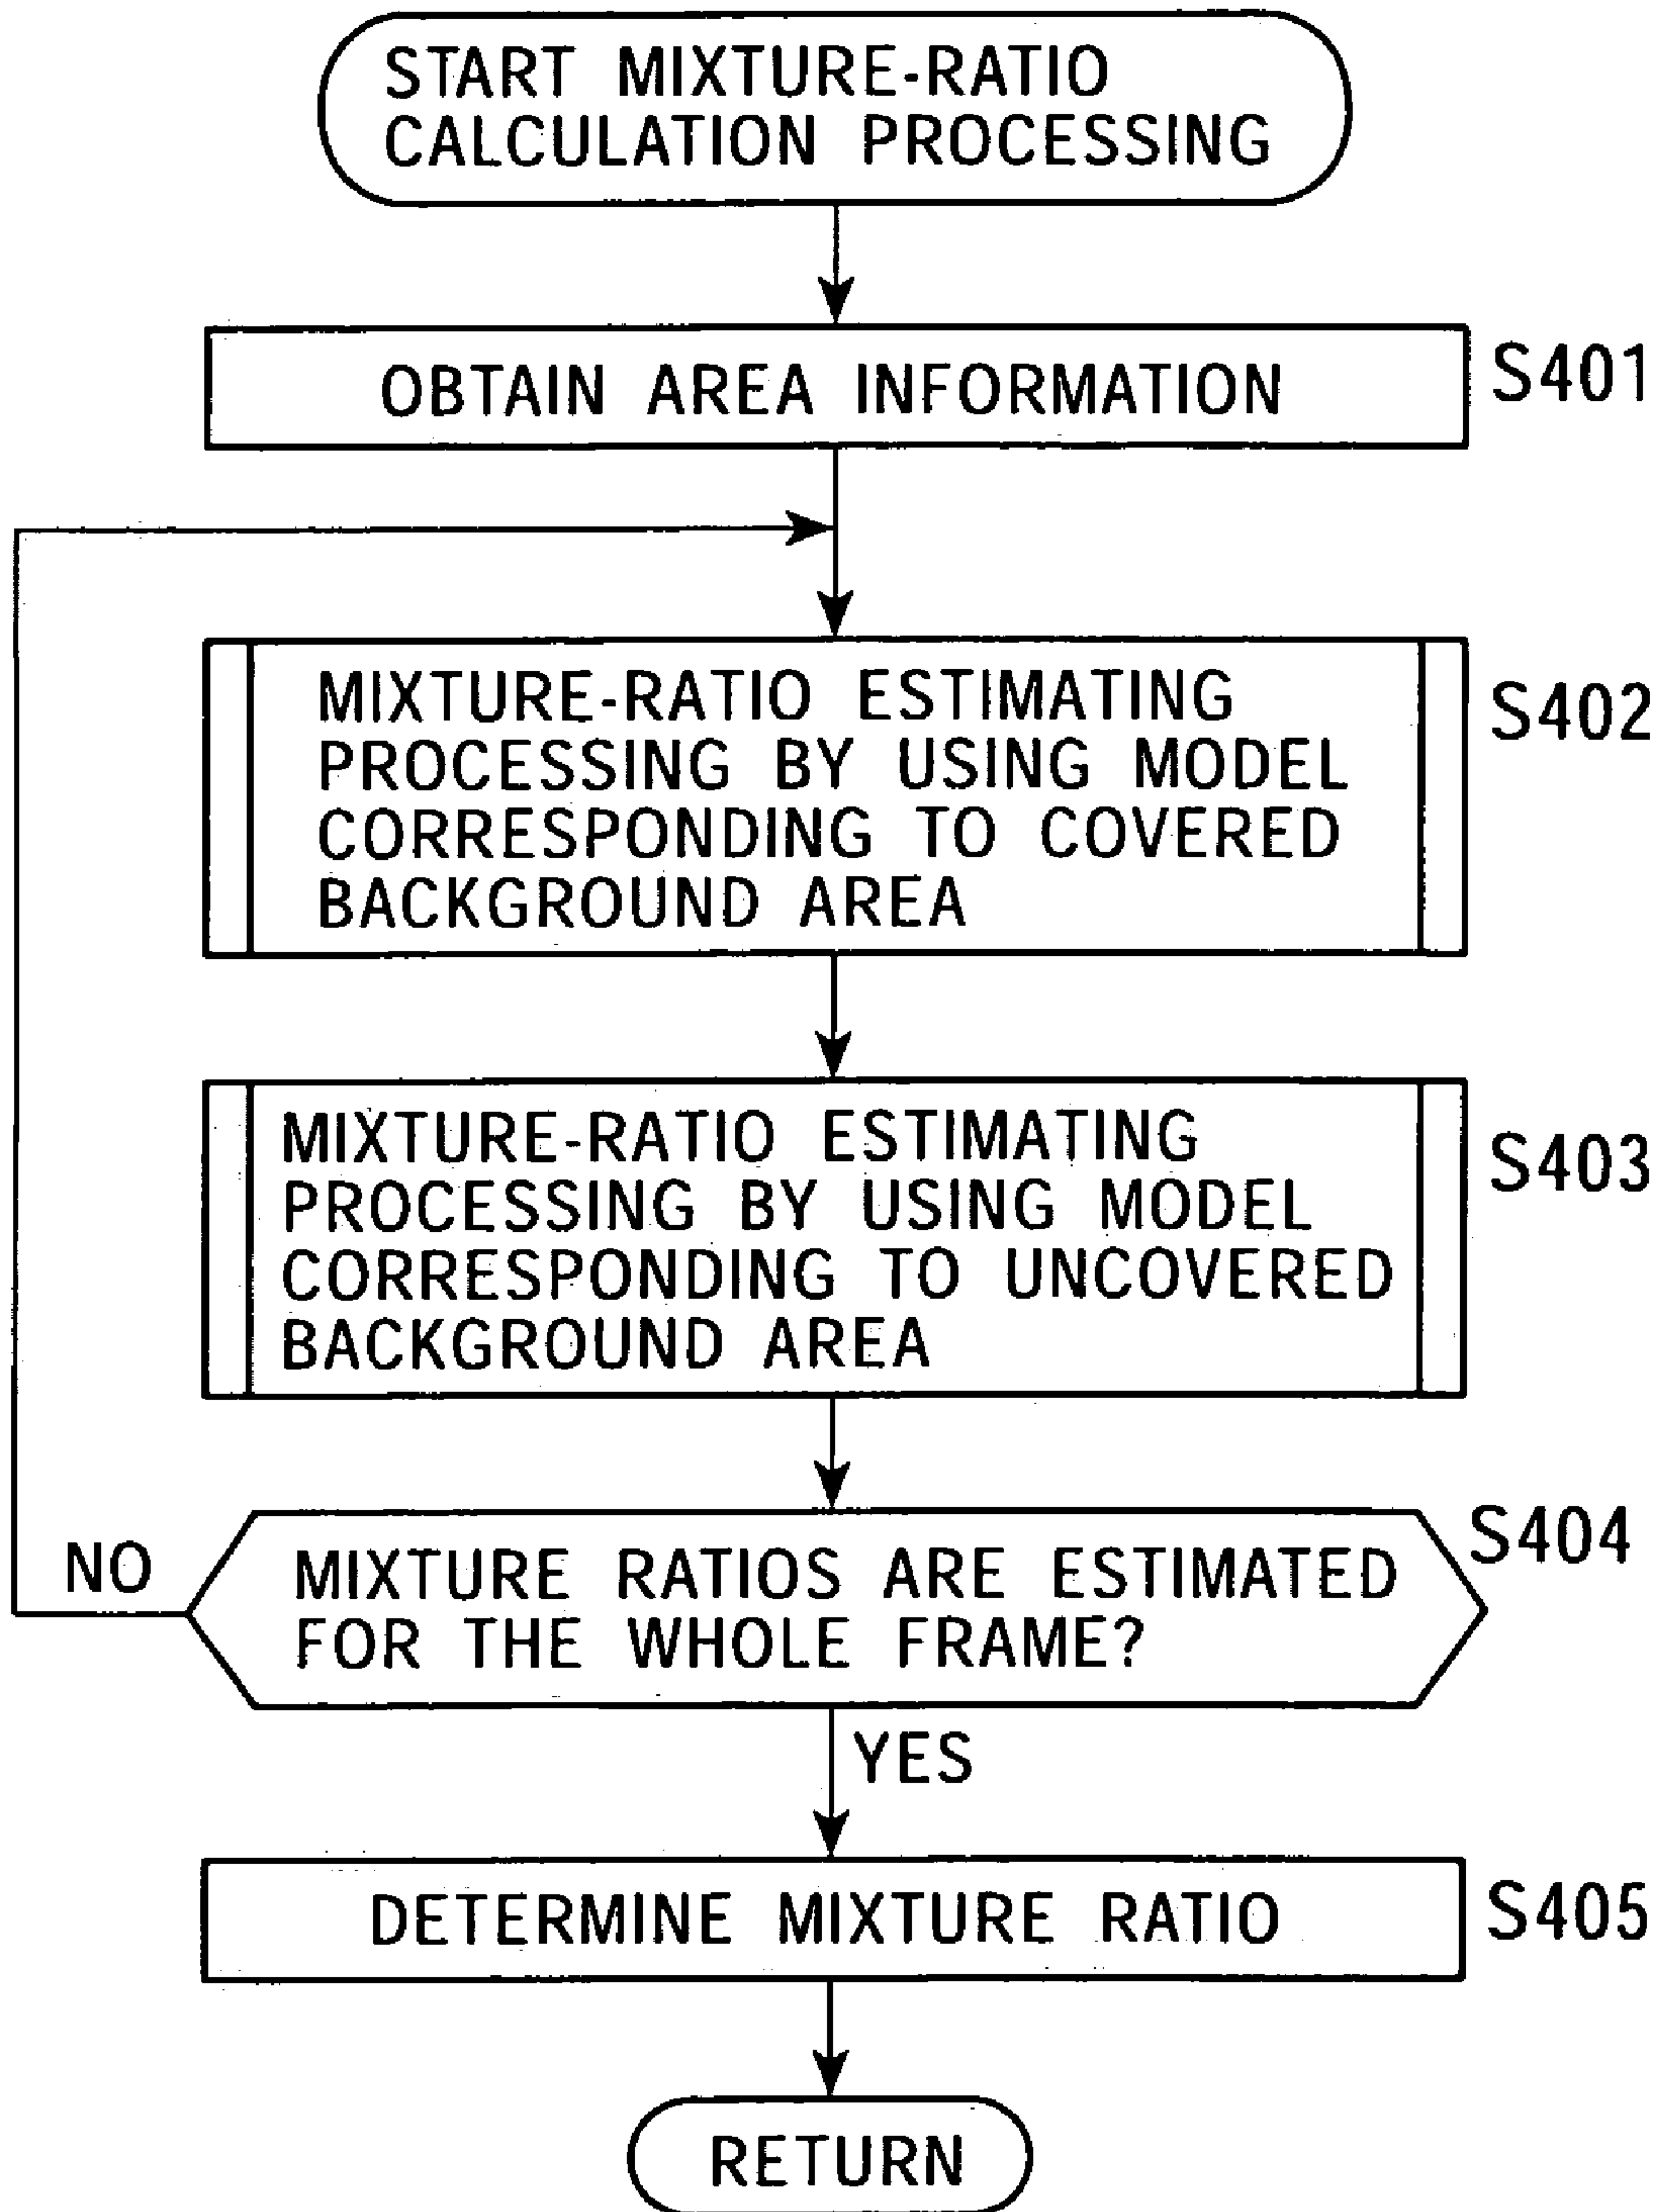 START MIXTURE-RATIO
CALCULATION PROCESSING
OBTAIN AREA INFORMATION
S401
MIXTURE-RATIO ESTIMATING
PROCESSING BY USING MODEL
CORRESPONDING TO COVERED
BACKGROUND AREA
S402
MIXTURE-RATIO ESTIMATING
PROCESSING BY USING MODEL
CORRESPONDING TO UNCOVERED
BACKGROUND AREA
S403
NO
MIXTURE RATIOS ARE ESTIMATED
FOR THE WHOLE FRAME?
S404
YES
DETERMINE MIXTURE RATIO
S405
RETURN